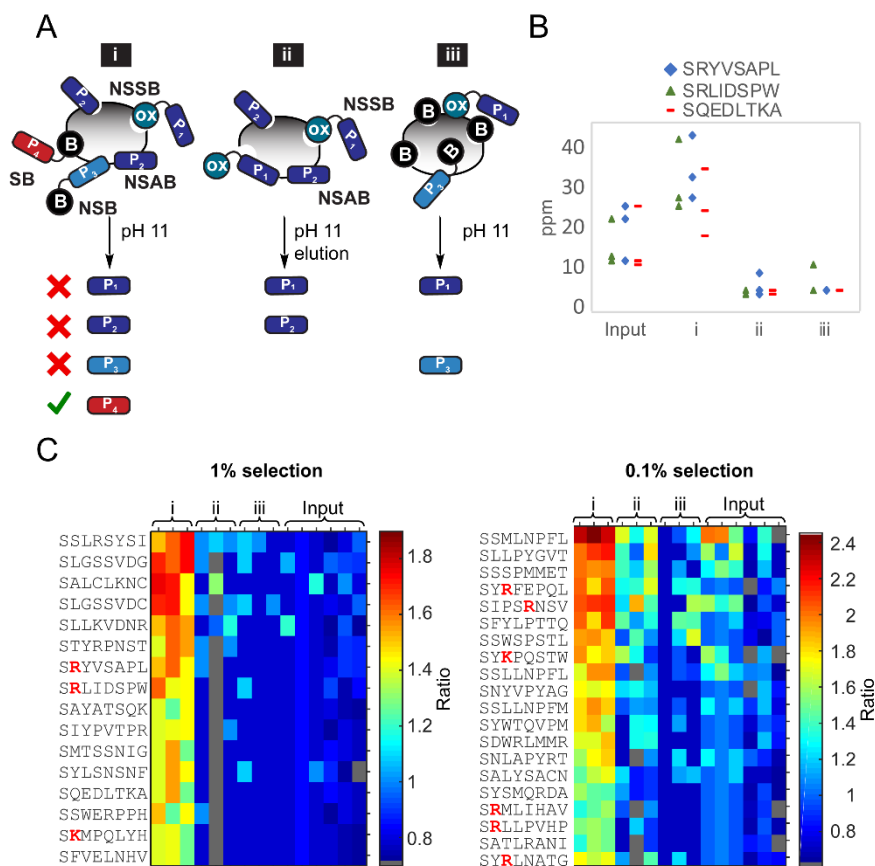 A
B
i
ii
iii
P2
NSSB
ox
P1
P4
B
SB
P3
P2
B
NSB
NSAB
P2
NSSB
ox
P1
ox
P1
P2
NSAB
B
ox
P1
B
B
B
P3
pH 11
pH 11
elution
pH 11
P1
P1
P1
P2
P2
P3
P3
P4
SRYVSAPL
SRLIDSPW
SQEDLTKA
ppm
40
30
20
10
0
Input
i
ii
iii
C
1% selection
i
ii
iii
Input
SSLRSYSI
SLGSSVDG
SALCLKNC
SLGSSVDC
SLLKVDNR
STYRPNST
SRYVSAPL
SRLIDSPW
SAYATSQK
SIYPVTPR
SMTSSNIG
SYLSNSNF
SQEDLTKA
SSWERPPH
SKMPQLYH
SFVELNHV
1.8
1.6
1.4
1.2
1
0.8
Ratio
0.1% selection
i
ii
iii
Input
SSMLNPFL
SLLPYGVT
SSSPMMET
SYRFEPQL
SIPSRNSV
SFYLPTTQ
SSWSPSTL
SYKPQSTW
SSLLNPFL
SNYVPYAG
SSLLNPFM
SYWTQVPM
SDWRLMMR
SNLAPYRT
SALYSACN
SYSMQRDA
SRMLIHAV
SRLLPVHP
SATLRANI
SYRLNATG
2.4
2.2
2
1.8
1.6
1.4
1.2
1
0.8
Ratio